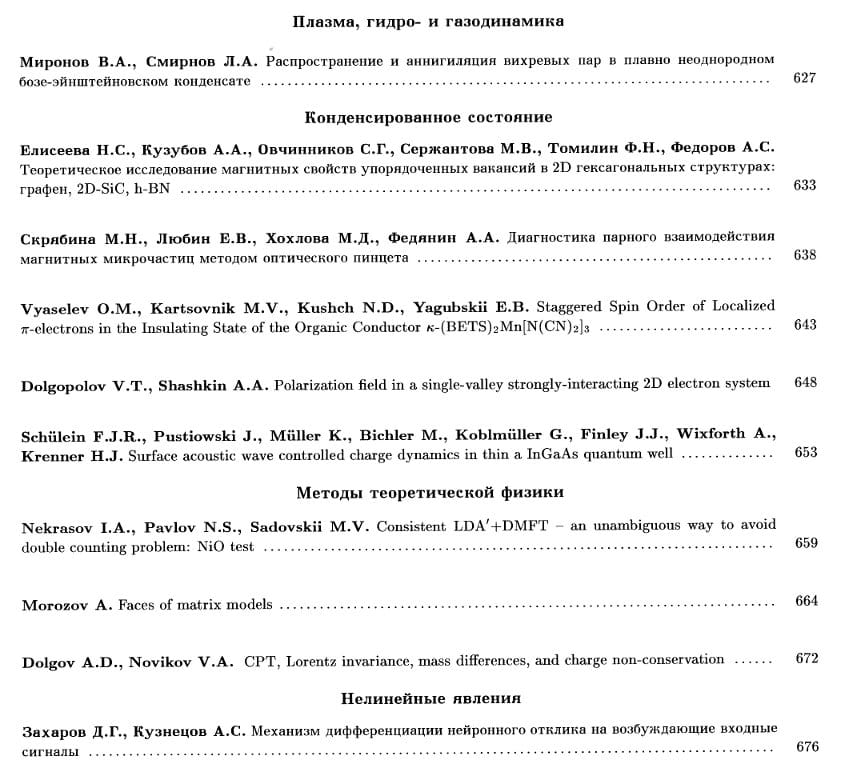 Плазма, гидро- и газодинамика
Миронов В.А., Смирнов Л.А. Распространение и аннигиляция вихревых пар в плавно неоднородном
бозе-эйнштейновском конденсате ........ 627
Конденсированное состояние
Елисеева Н.С., Кузубов А.А., Овчинников С.Г., Сержантова М.В., Томилин Ф.Н., Федоров А.С.
Теоретическое исследование магнитных свойств упорядоченных вакансий в 2D гексагональных структурах:
графен, 2D-SiC, h-BN ........ 633
Скрябина М.Н., Любин Е.В., Хохлова М.Д., Федянин А.А. Диагностика парного взаимодействия
магнитных микрочастиц методом оптического пинцета ........ 638
Vyaselev O.M., Kartsovnik M.V., Kushch N.D., Yagubskii E.B. Staggered Spin Order of Localized
π-electrons in the Insulating State of the Organic Conductor κ-(BETS)₂Mn[N(CN)₂]₃ ........ 643
Dolgopolov V.T., Shashkin A.A. Polarization field in a single-valley strongly-interacting 2D electron system 648
Schülein F.J.R., Pustiowski J., Müller K., Bichler M., Koblmüller G., Finley J.J., Wixforth A.,
Krenner H.J. Surface acoustic wave controlled charge dynamics in thin a InGaAs quantum well ........ 653
Методы теоретической физики
Nekrasov I.A., Pavlov N.S., Sadovskii M.V. Consistent LDA′+DMFT – an unambiguous way to avoid
double counting problem: NiO test ........ 659
Morozov A. Faces of matrix models ........ 664
Dolgov A.D., Novikov V.A. CPT, Lorentz invariance, mass differences, and charge non-conservation ...... 672
Нелинейные явления
Захаров Д.Г., Кузнецов А.С. Механизм дифференциации нейронного отклика на возбуждающие входные
сигналы ........ 676